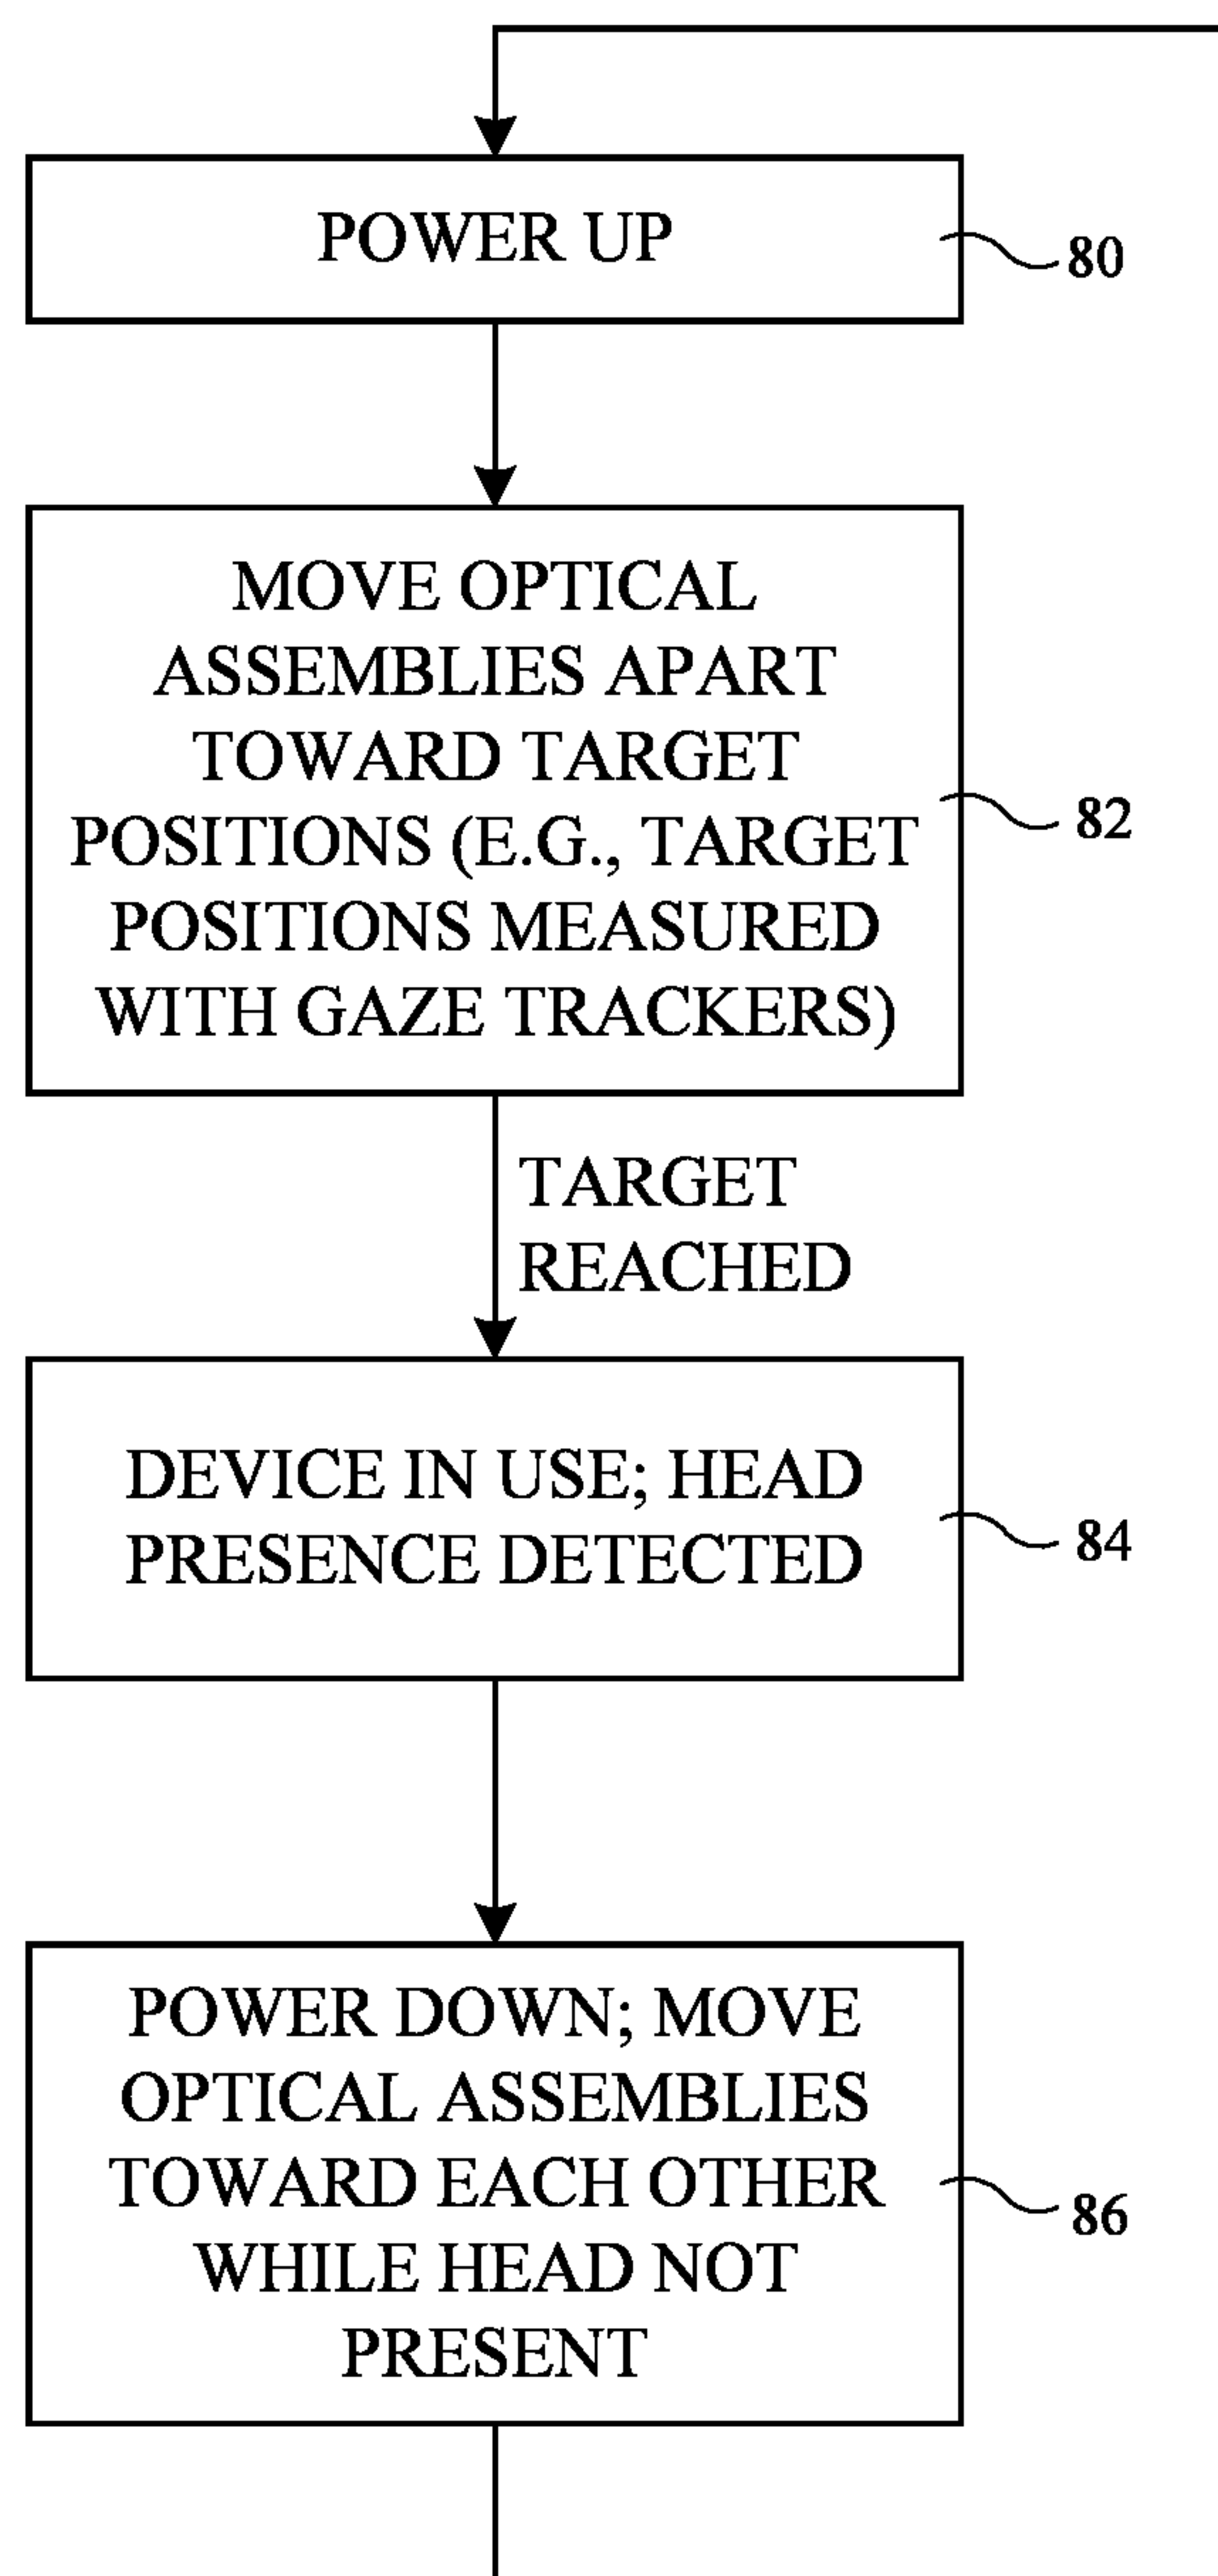 POWER UP
80
MOVE OPTICAL
ASSEMBLIES APART
TOWARD TARGET
POSITIONS (E.G., TARGET
POSITIONS MEASURED
WITH GAZE TRACKERS)
82
TARGET
REACHED
DEVICE IN USE; HEAD
PRESENCE DETECTED
84
POWER DOWN; MOVE
OPTICAL ASSEMBLIES
TOWARD EACH OTHER
WHILE HEAD NOT
PRESENT
86